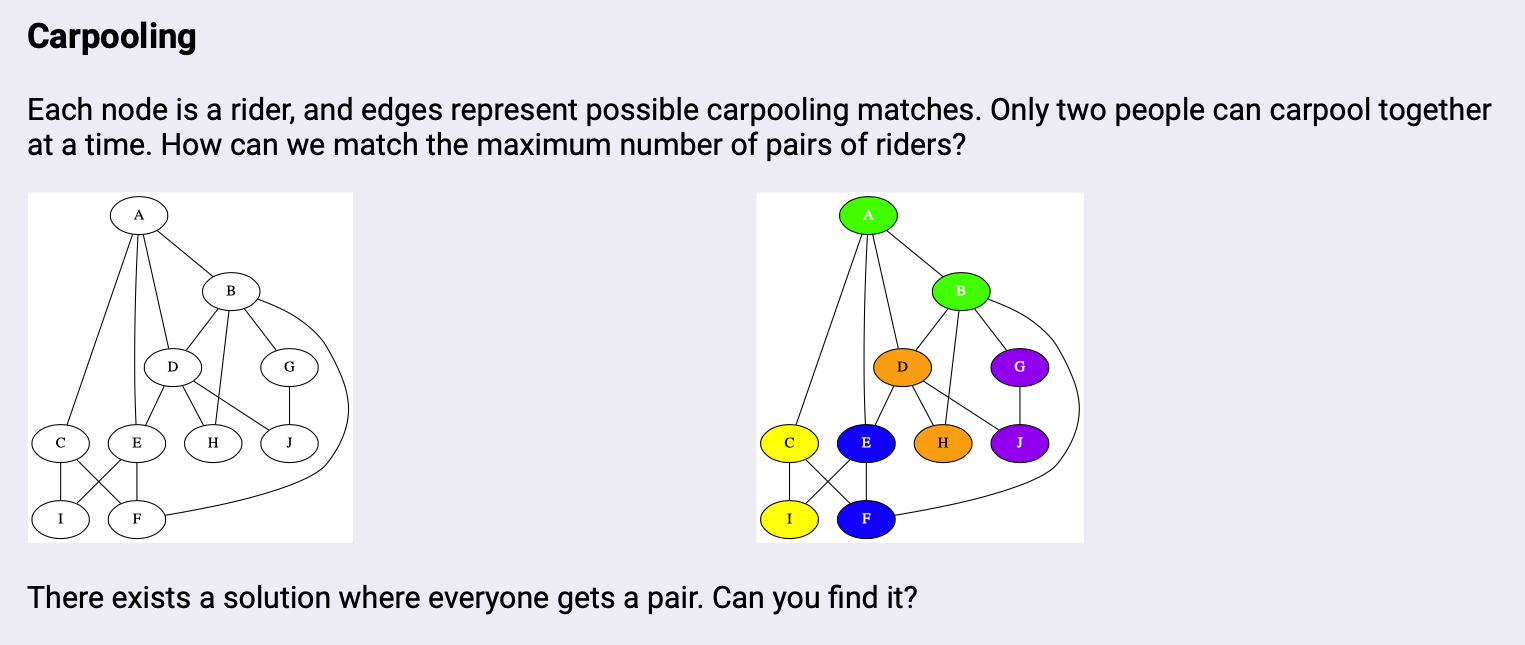 Carpooling
Each node is a rider, and edges represent possible carpooling matches. Only two people can carpool together
at a time. How can we match the maximum number of pairs of riders?
A
B
D
G
C
E
H
J
I
F
A
B
D
G
C
E
H
J
I
F
There exists a solution where everyone gets a pair. Can you find it?